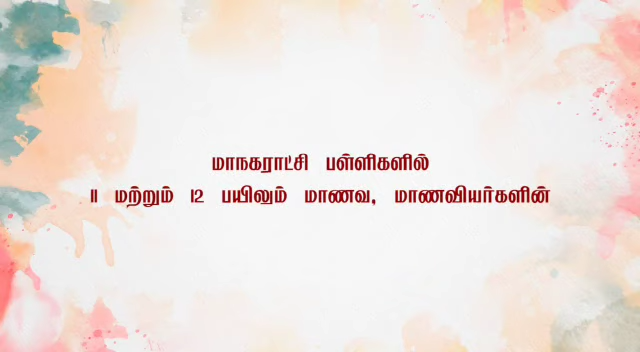 மாநகராட்சி பள்ளிகளில்
11 மற்றும் 12 பயிலும் மாணவ, மாணவியர்களின்